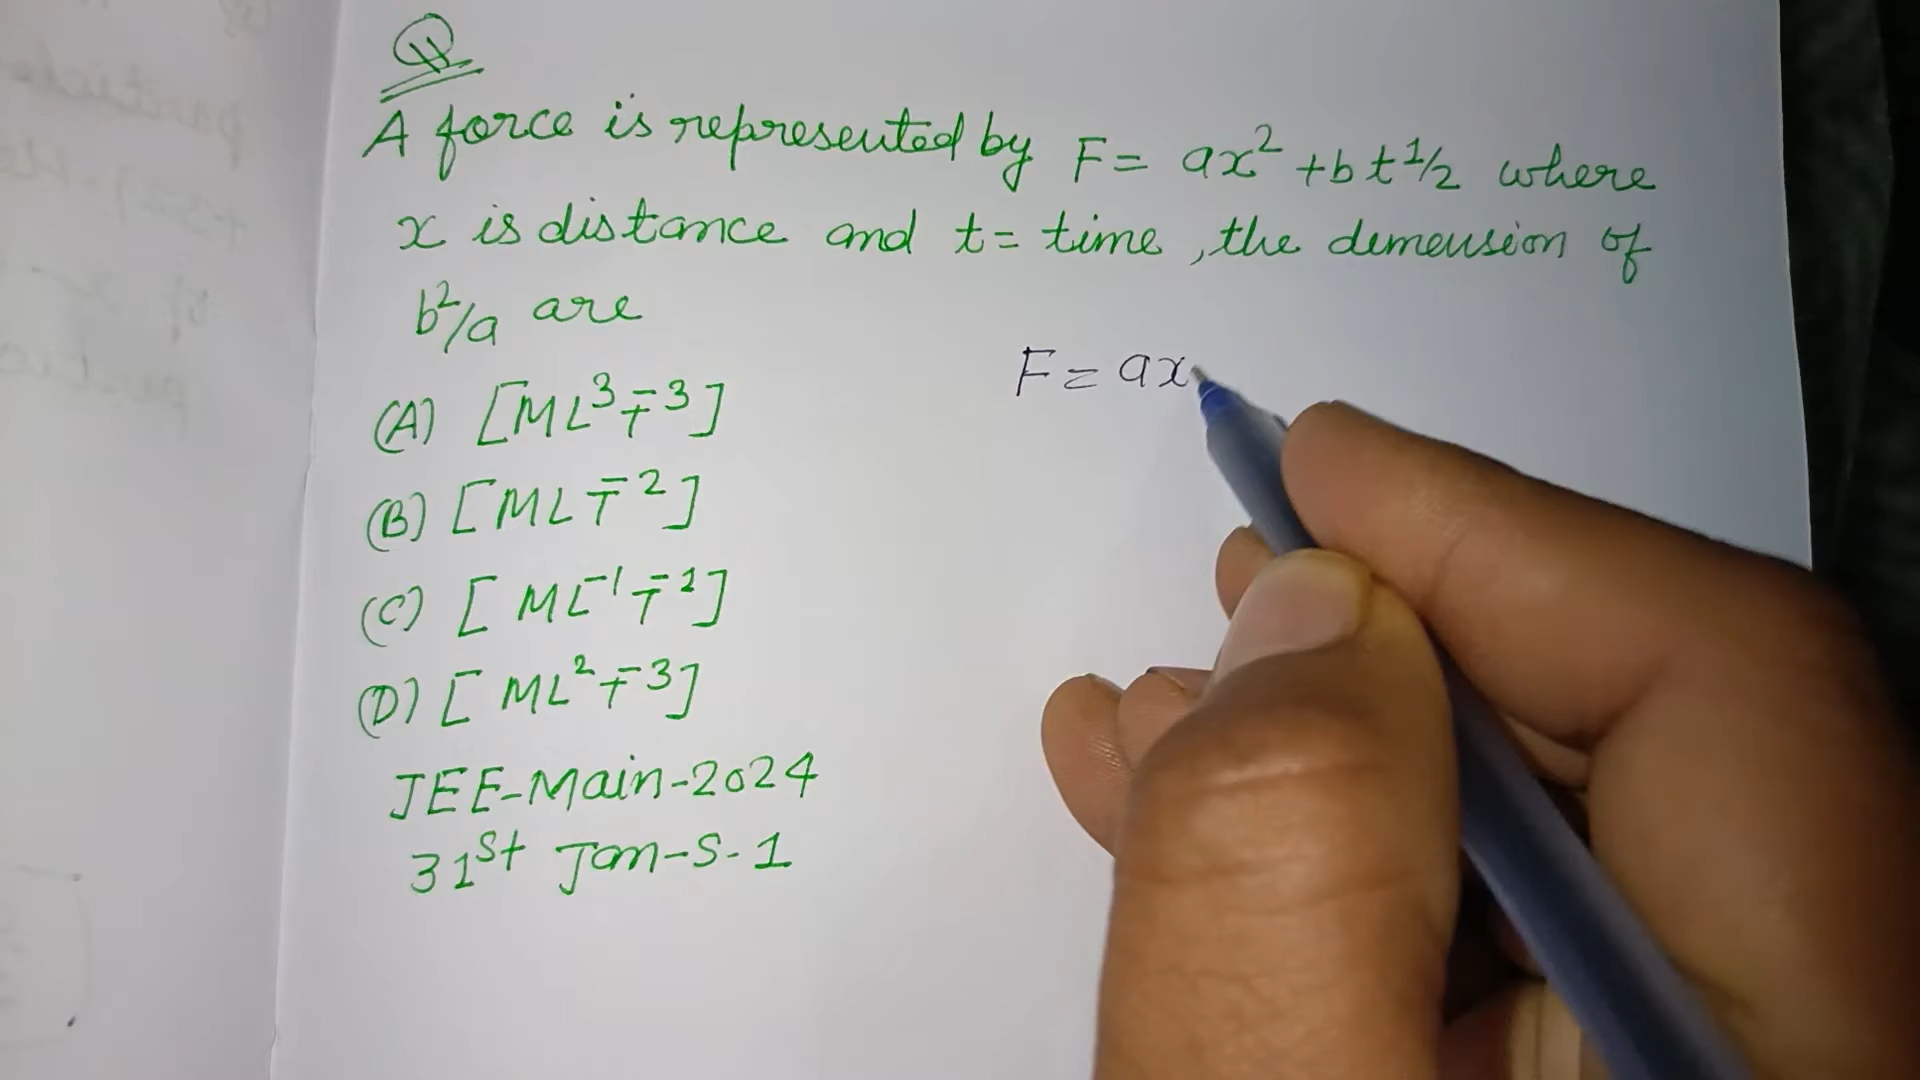 Q
A force is represented by F = ax² + bt^1/2 where
x is distance and t = time, the dimension of
b²/a are
F = ax
(A) [ML³T⁻³]
(B) [MLT⁻²]
(C) [ML⁻¹T⁻¹]
(D) [ML²T⁻³]
JEE-Main-2024
31st Jan-S-1